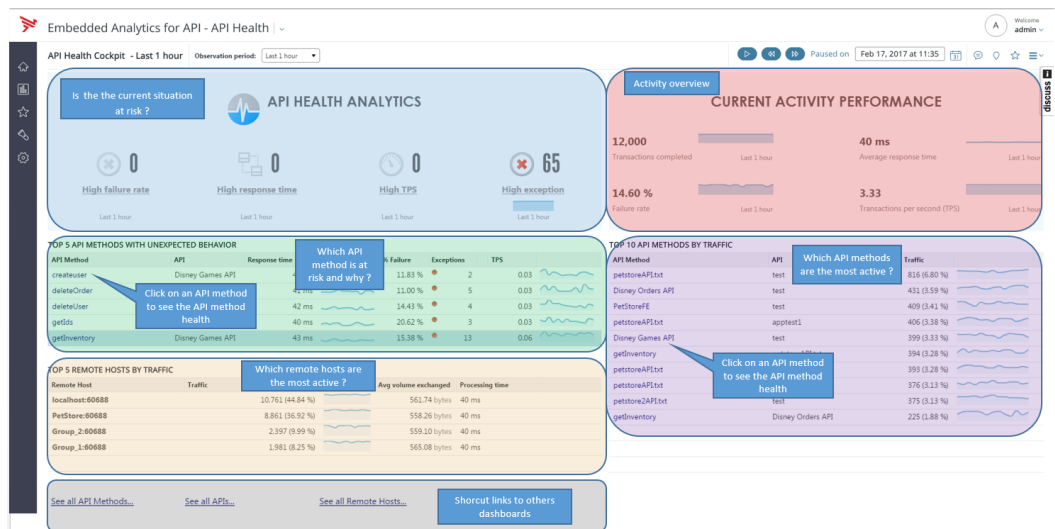 Embedded Analytics for API - API Health
A
Welcome
admin
API Health Cockpit - Last 1 hour
Observation period:
Last 1 hour
Paused on
Feb 17, 2017 at 11:35
31
discuss
Is the the current situation
at risk ?
API HEALTH ANALYTICS
0
High failure rate
Last 1 hour
0
High response time
Last 1 hour
0
High TPS
Last 1 hour
65
High exception
Last 1 hour
Activity overview
CURRENT ACTIVITY PERFORMANCE
12,000
Transactions completed
Last 1 hour
40 ms
Average response time
Last 1 hour
14.60 %
Failure rate
Last 1 hour
3.33
Transactions per second (TPS)
Last 1 hour
TOP 5 API METHODS WITH UNEXPECTED BEHAVIOR
Which API
method is at
risk and why ?
API Method API Response time % Failure Exceptions TPS
createuser Disney Games API 11.83 % 2 0.03
deleteOrder 41 ms 11.00 % 5 0.03
deleteUser 42 ms 14.43 % 4 0.03
getIds 40 ms 20.62 % 3 0.03
getInventory Disney Games API 43 ms 15.38 % 13 0.06
Click on an API method
to see the API method
health
TOP 5 REMOTE HOSTS BY TRAFFIC
Which remote hosts are
the most active ?
Remote Host Traffic Avg volume exchanged Processing time
localhost:60688 10,761 (44.84 %) 561.74 bytes 40 ms
PetStore:60688 8,861 (36.92 %) 558.26 bytes 40 ms
Group_2:60688 2,397 (9.99 %) 559.10 bytes 40 ms
Group_1:60688 1,981 (8.25 %) 565.08 bytes 40 ms
TOP 10 API METHODS BY TRAFFIC
Which API methods
are the most active ?
API Method API Traffic
petstoreAPI.txt test 816 (6.80 %)
Disney Orders API test 431 (3.59 %)
PetStoreFE test 409 (3.41 %)
petstoreAPI.txt apptest1 406 (3.38 %)
Disney Games API test 399 (3.33 %)
getInventory 394 (3.28 %)
petstoreAPI.txt 393 (3.28 %)
petstoreAPI.txt 376 (3.13 %)
petstore2API.txt test 375 (3.13 %)
getInventory Disney Orders API 225 (1.88 %)
Click on an API method
to see the API method
health
See all API Methods...
See all APIs...
See all Remote Hosts...
Shorcut links to others
dashboards